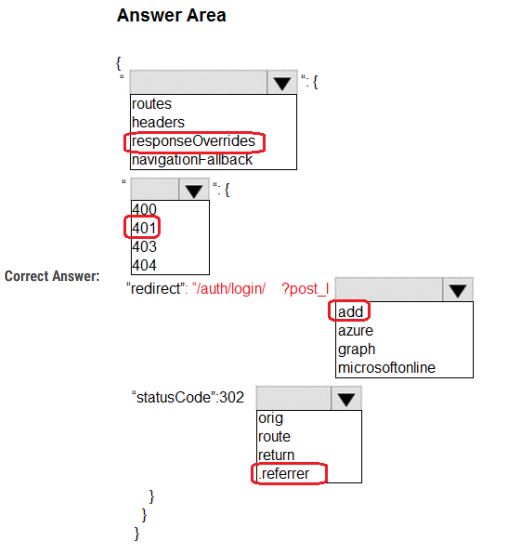 Answer Area
{
“ ”: {
routes
headers
responseOverrides
navigationFallback
“ ”: {
400
401
403
404
Correct Answer:
"redirect": "/auth/login/ ?post_l
add
azure
graph
microsoftonline
"statusCode":302
orig
route
return
.referrer
}
}
}